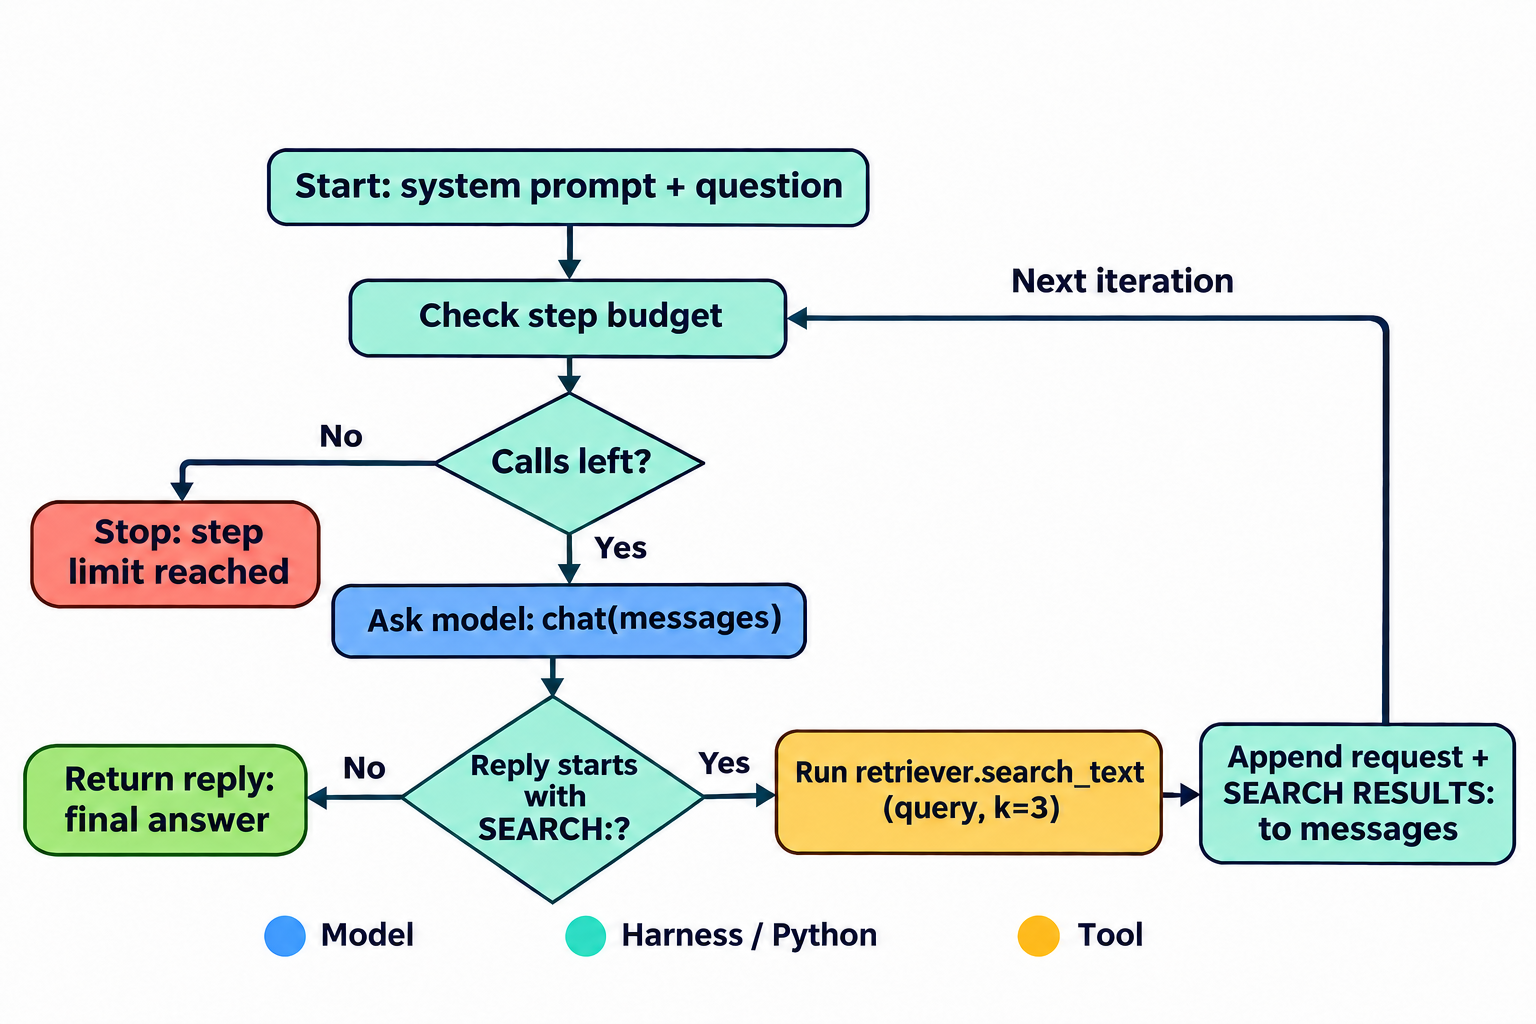 Start: system prompt + question
Check step budget
Next iteration
Calls left?
No
Stop: step
limit reached
Yes
Ask model: chat(messages)
Reply starts
with
SEARCH:?
No
Return reply:
final answer
Yes
Run retriever.search_text
(query, k=3)
Append request +
SEARCH RESULTS:
to messages
Model
Harness / Python
Tool